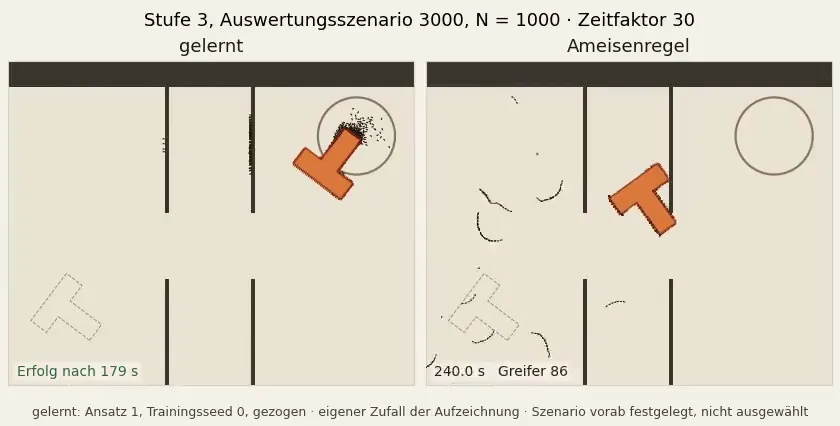 Stufe 3, Auswertungsszenario 3000, N = 1000 · Zeitfaktor 30
gelernt
Ameisenregel
Erfolg nach 179 s
240.0 s Greifer 86
gelernt: Ansatz 1, Trainingsseed 0, gezogen · eigener Zufall der Aufzeichnung · Szenario vorab festgelegt, nicht ausgewählt